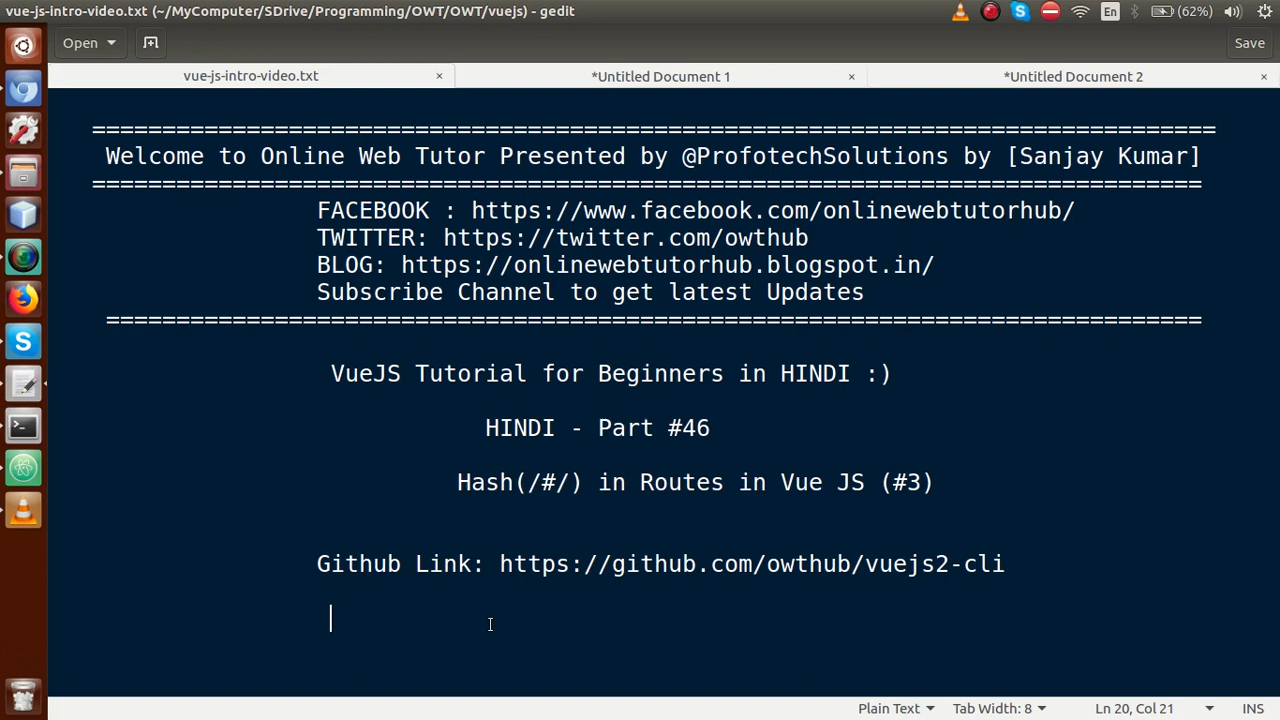 vue-js-intro-video.txt (~/MyComputer/SDrive/Programming/OWT/OWT/vuejs) - gedit
En
(62%)
Open
Save
vue-js-intro-video.txt ×
*Untitled Document 1 ×
*Untitled Document 2 ×
================================================================================
Welcome to Online Web Tutor Presented by @ProfotechSolutions by [Sanjay Kumar]
===============================================================================
FACEBOOK : https://www.facebook.com/onlinewebtutorhub/
TWITTER: https://twitter.com/owthub
BLOG: https://onlinewebtutorhub.blogspot.in/
Subscribe Channel to get latest Updates
==============================================================================
VueJS Tutorial for Beginners in HINDI :)
HINDI - Part #46
Hash(/#/) in Routes in Vue JS (#3)
Github Link: https://github.com/owthub/vuejs2-cli
Plain Text
Tab Width: 8
Ln 20, Col 21
INS